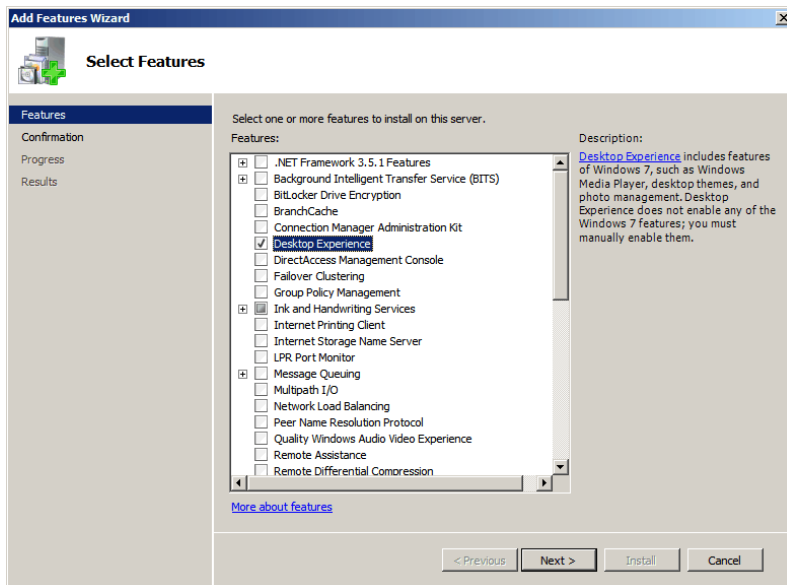 Add Features Wizard
Select Features
Features
Confirmation
Progress
Results
Select one or more features to install on this server.
Features:
.NET Framework 3.5.1 Features
Background Intelligent Transfer Service (BITS)
BitLocker Drive Encryption
BranchCache
Connection Manager Administration Kit
Desktop Experience
DirectAccess Management Console
Failover Clustering
Group Policy Management
Ink and Handwriting Services
Internet Printing Client
Internet Storage Name Server
LPR Port Monitor
Message Queuing
Multipath I/O
Network Load Balancing
Peer Name Resolution Protocol
Quality Windows Audio Video Experience
Remote Assistance
Remote Differential Compression
More about features
Description:
Desktop Experience includes features
of Windows 7, such as Windows
Media Player, desktop themes, and
photo management. Desktop
Experience does not enable any of the
Windows 7 features; you must
manually enable them.
< Previous
Next >
Install
Cancel